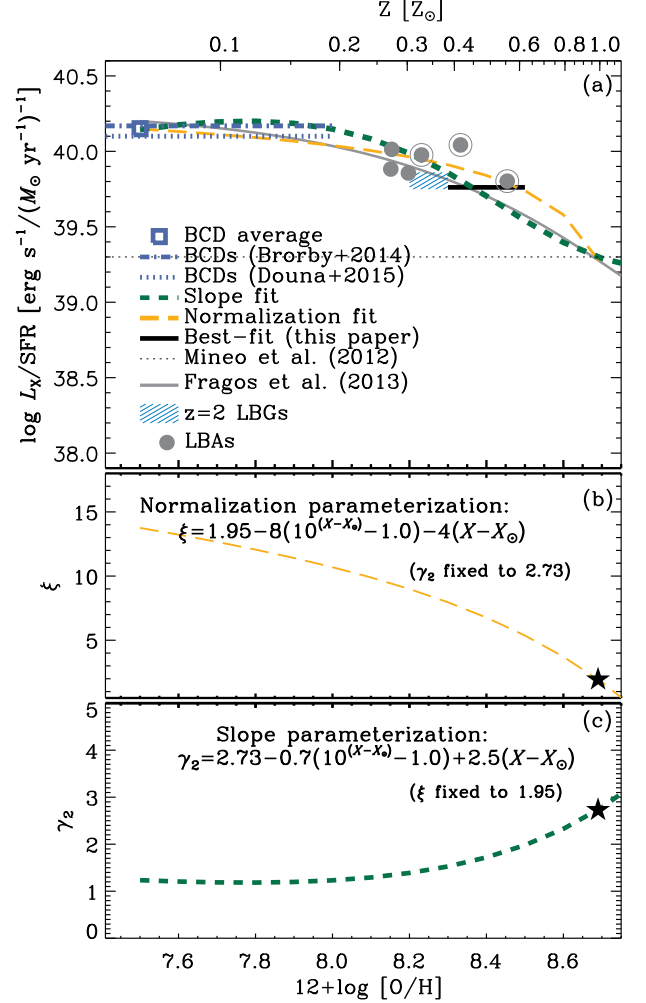 Z [Z☉]
0.1 0.2 0.3 0.4 0.6 0.8 1.0
(a)
40.5
40.0
39.5
39.0
38.5
38.0
log Lx/SFR [erg s⁻¹/(M☉ yr⁻¹)⁻¹)]
BCD average
BCDs (Brorby+2014)
BCDs (Douna+2015)
Slope fit
Normalization fit
Best-fit (this paper)
Mineo et al. (2012)
Fragos et al. (2013)
z=2 LBGs
LBAs
(b)
Normalization parameterization:
ξ=1.95−8(10^(X−X☉)−1.0)−4(X−X☉)
(γ₂ fixed to 2.73)
15
10
5
ξ
(c)
Slope parameterization:
γ₂=2.73−0.7(10^(X−X☉)−1.0)+2.5(X−X☉)
(ξ fixed to 1.95)
5
4
3
2
1
0
γ₂
7.6 7.8 8.0 8.2 8.4 8.6
12+log [O/H]